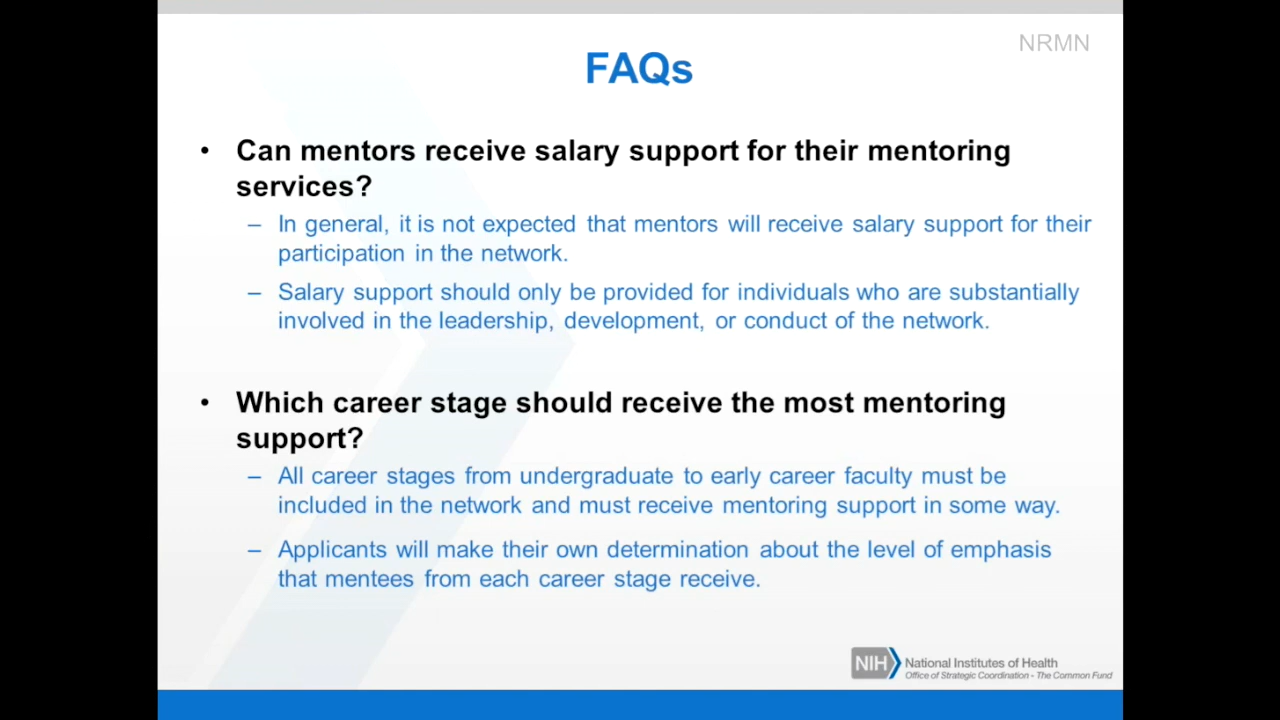 NRMN
FAQs
• Can mentors receive salary support for their mentoring
services?
– In general, it is not expected that mentors will receive salary support for their
participation in the network.
– Salary support should only be provided for individuals who are substantially
involved in the leadership, development, or conduct of the network.
• Which career stage should receive the most mentoring
support?
– All career stages from undergraduate to early career faculty must be
included in the network and must receive mentoring support in some way.
– Applicants will make their own determination about the level of emphasis
that mentees from each career stage receive.
NIH National Institutes of Health
Office of Strategic Coordination - The Common Fund